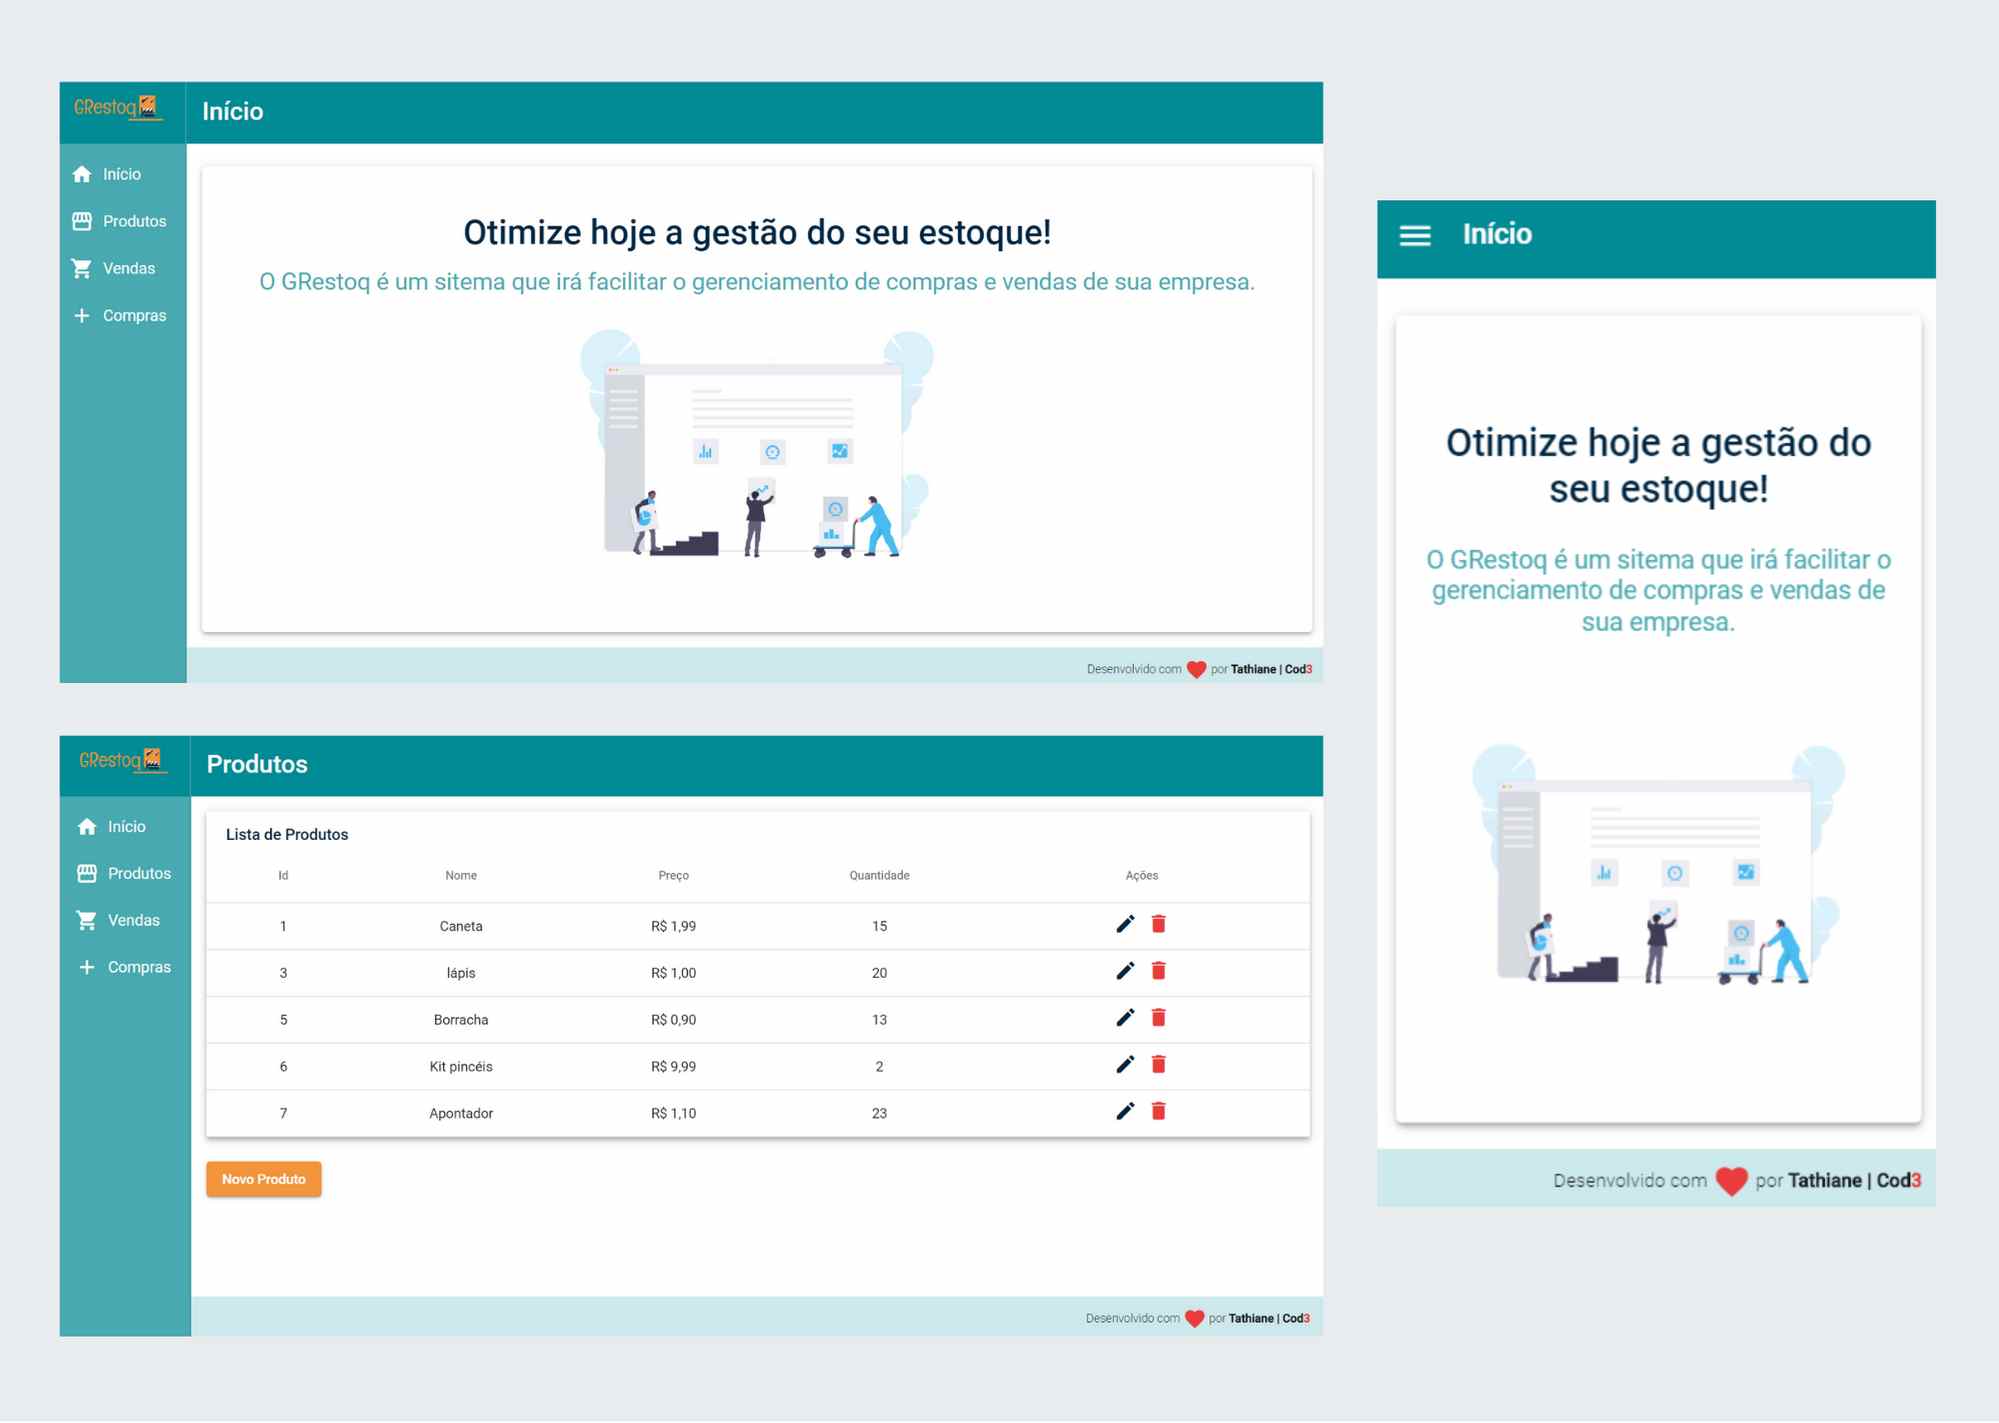 GRestoq
Início
Início
Produtos
Vendas
Compras
Otimize hoje a gestão do seu estoque!
O GRestoq é um sitema que irá facilitar o gerenciamento de compras e vendas de sua empresa.
Desenvolvido com por Tathiane | Cod3
GRestoq
Produtos
Início
Produtos
Vendas
Compras
Lista de Produtos
Id Nome Preço Quantidade Ações
1 Caneta R$ 1,99 15
3 lápis R$ 1,00 20
5 Borracha R$ 0,90 13
6 Kit pincéis R$ 9,99 2
7 Apontador R$ 1,10 23
Novo Produto
Desenvolvido com por Tathiane | Cod3
Início
Otimize hoje a gestão do
seu estoque!
O GRestoq é um sitema que irá facilitar o
gerenciamento de compras e vendas de
sua empresa.
Desenvolvido com por Tathiane | Cod3